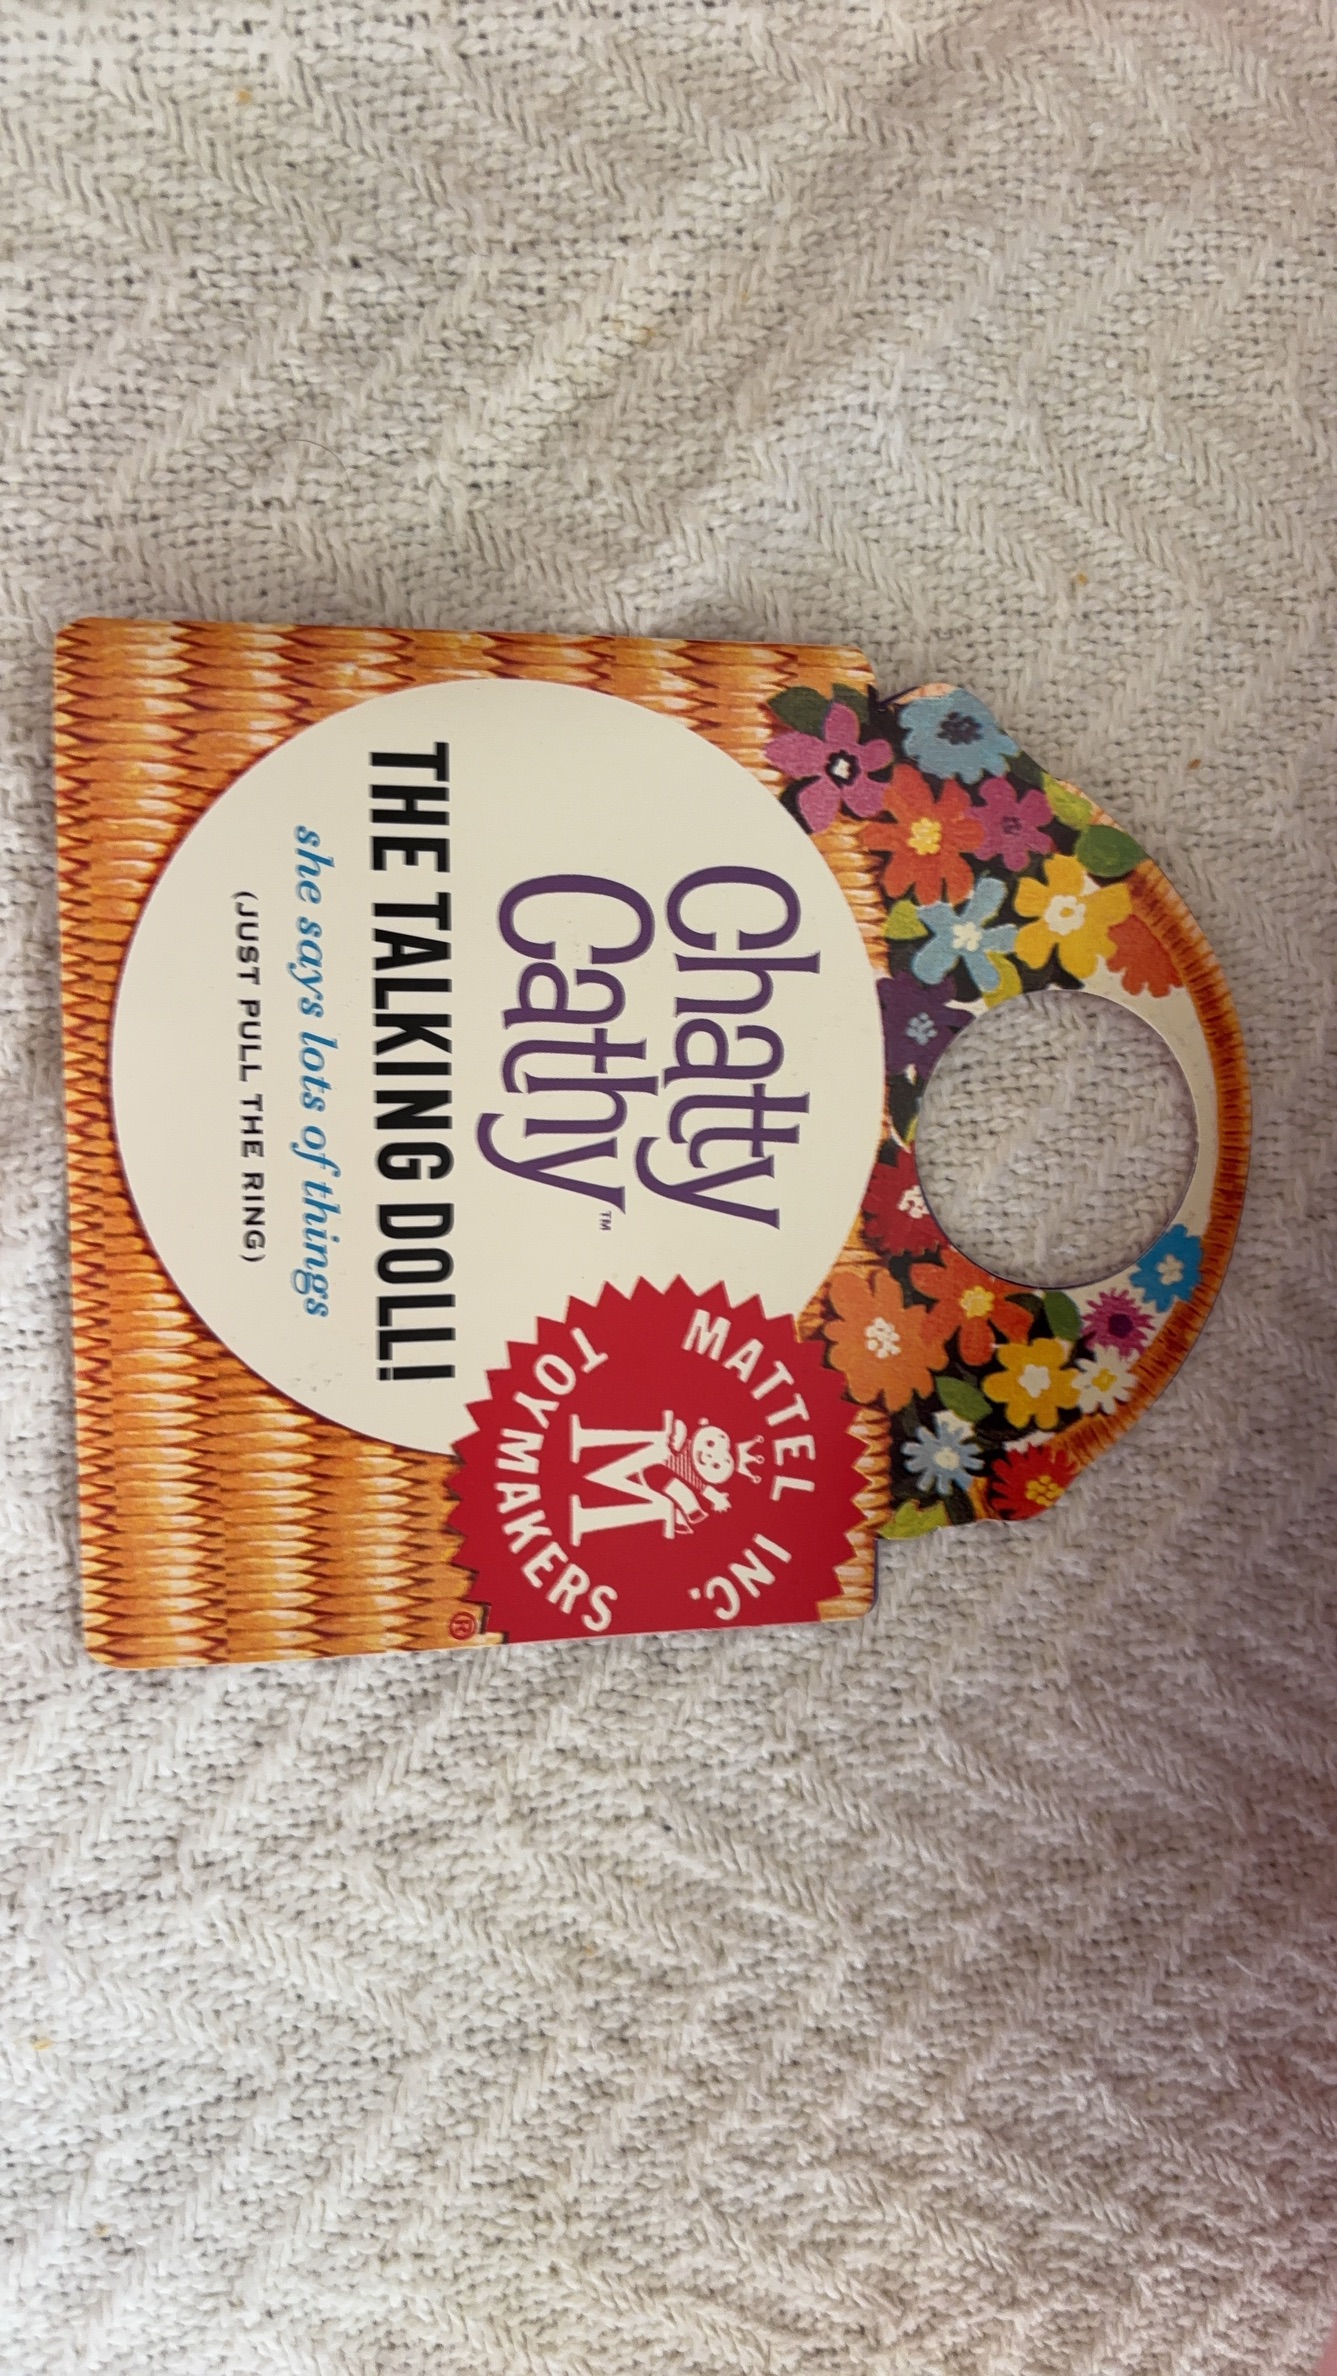 Chatty
Cathy™
THE TALKING DOLL!
she says lots of things
(JUST PULL THE RING)
MATTEL INC.
M
TOYMAKERS
®